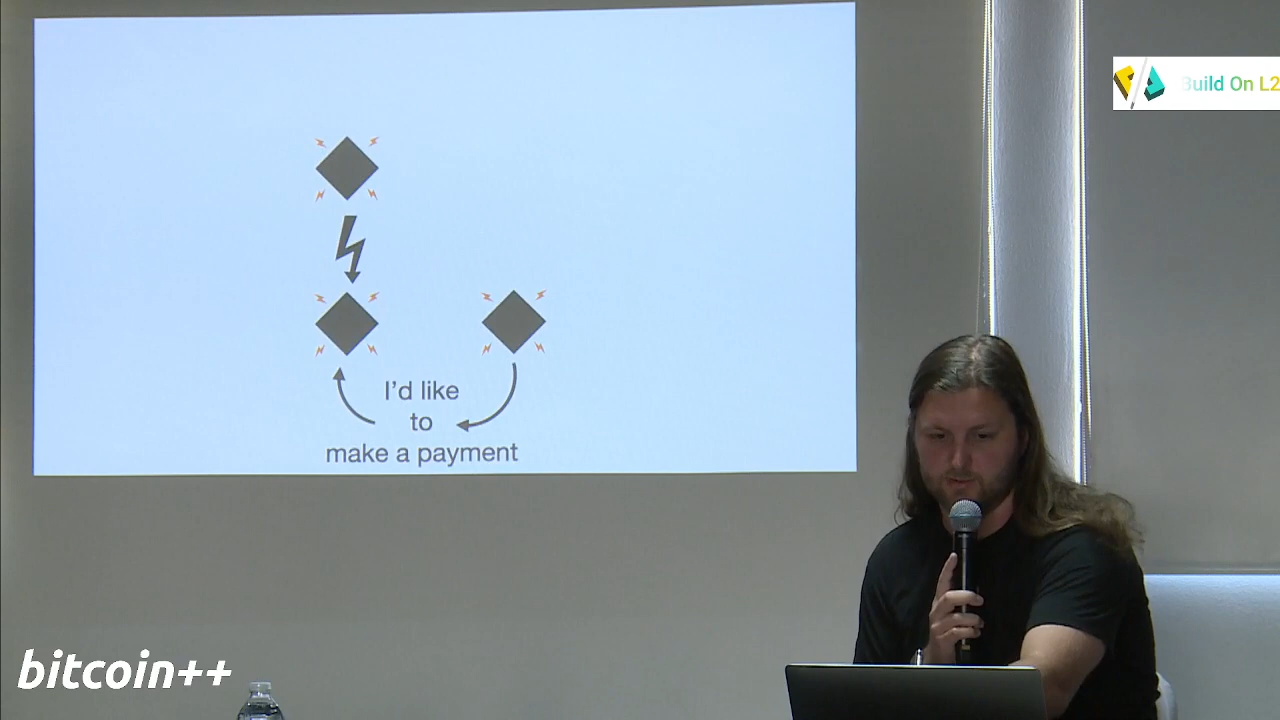 Build On L2
I'd like
to
make a payment
bitcoin++